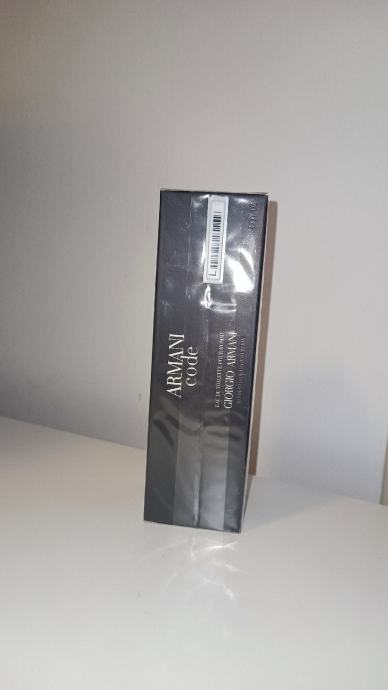 ARMANI
code
EAU DE TOILETTE POUR HOMME
GIORGIO ARMANI